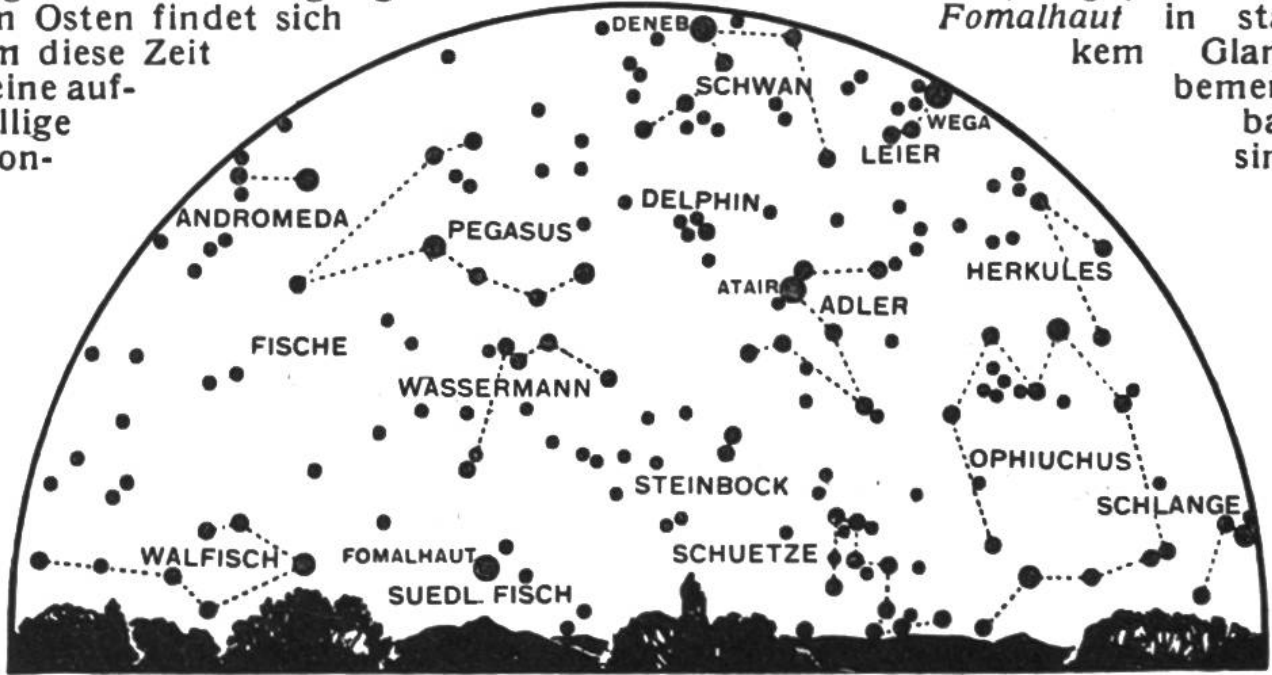 n Osten findet sich
m diese Zeit
eine auf-
llige
on-
Fomalhaut in sta
kem Glan
bemer
ba
sin
DENEB
SCHWAN
WEGA
LEIER
ANDROMEDA
PEGASUS
DELPHIN
HERKULES
ATAIR
ADLER
FISCHE
WASSERMANN
OPHIUCHUS
STEINBOCK
SCHLANGE
WALFISCH
FOMALHAUT
SCHUETZE
SUEDL. FISCH